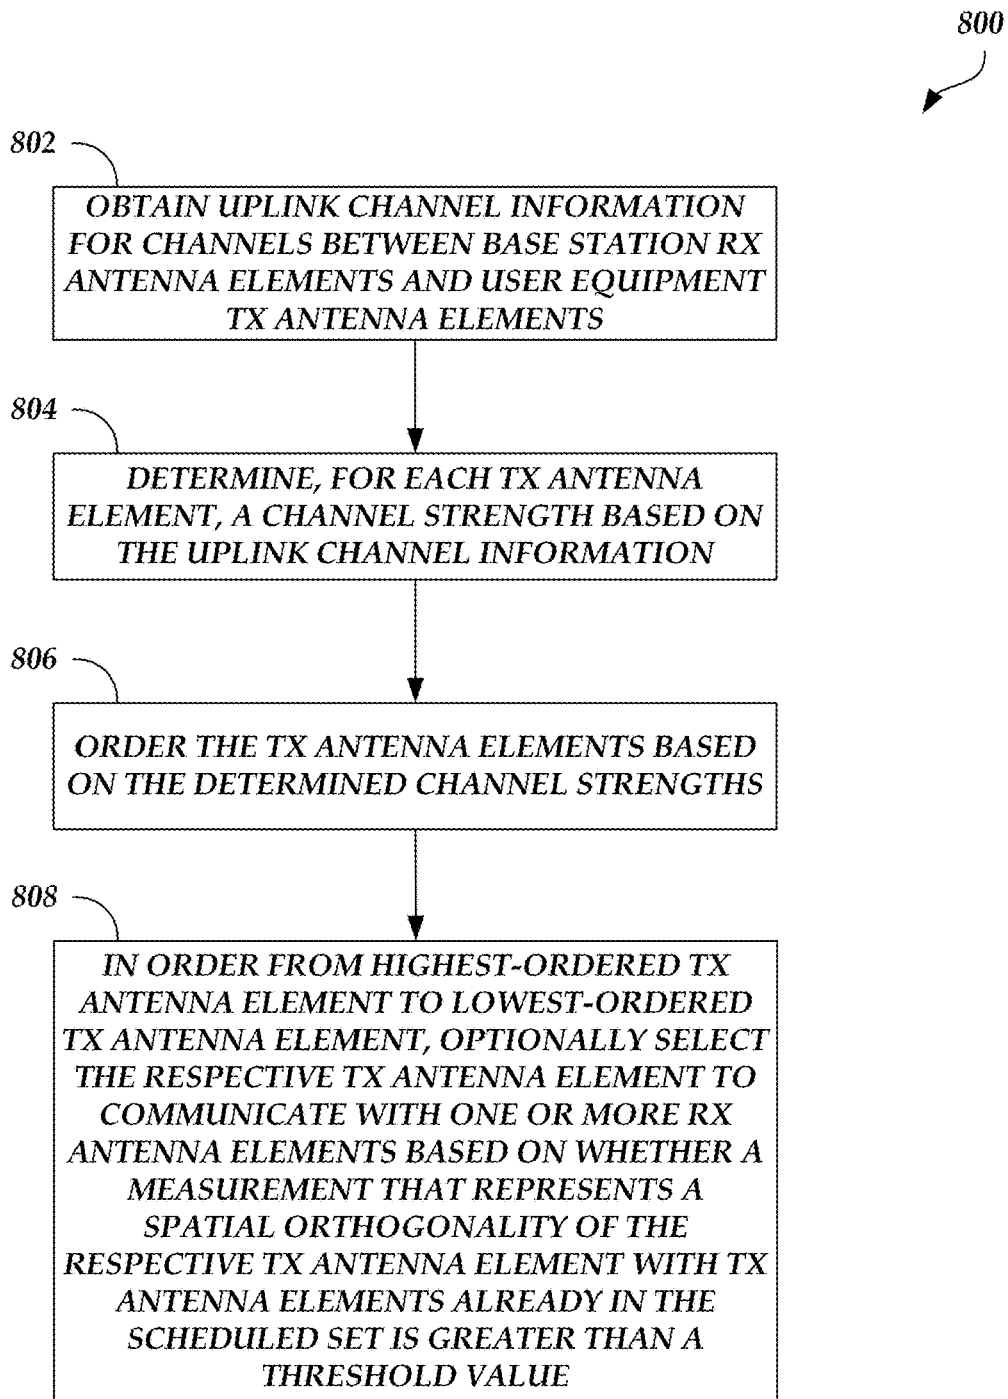 800
802
OBTAIN UPLINK CHANNEL INFORMATION
FOR CHANNELS BETWEEN BASE STATION RX
ANTENNA ELEMENTS AND USER EQUIPMENT
TX ANTENNA ELEMENTS
804
DETERMINE, FOR EACH TX ANTENNA
ELEMENT, A CHANNEL STRENGTH BASED ON
THE UPLINK CHANNEL INFORMATION
806
ORDER THE TX ANTENNA ELEMENTS BASED
ON THE DETERMINED CHANNEL STRENGTHS
808
IN ORDER FROM HIGHEST-ORDERED TX
ANTENNA ELEMENT TO LOWEST-ORDERED
TX ANTENNA ELEMENT, OPTIONALLY SELECT
THE RESPECTIVE TX ANTENNA ELEMENT TO
COMMUNICATE WITH ONE OR MORE RX
ANTENNA ELEMENTS BASED ON WHETHER A
MEASUREMENT THAT REPRESENTS A
SPATIAL ORTHOGONALITY OF THE
RESPECTIVE TX ANTENNA ELEMENT WITH TX
ANTENNA ELEMENTS ALREADY IN THE
SCHEDULED SET IS GREATER THAN A
THRESHOLD VALUE